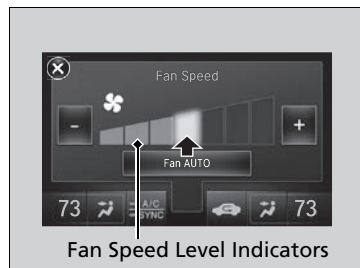 Fan Speed
-
+
Fan AUTO
73 A/C 73
SYNC
Fan Speed Level Indicators